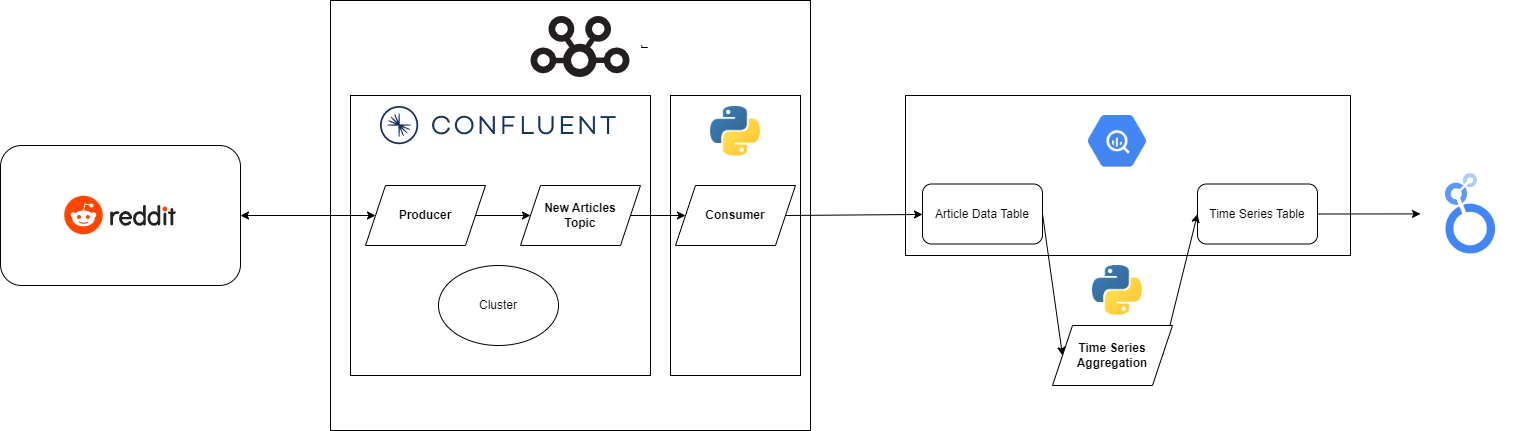 CONFLUENT
reddit
Producer
New Articles
Topic
Consumer
Article Data Table
Time Series Table
Cluster
Time Series
Aggregation